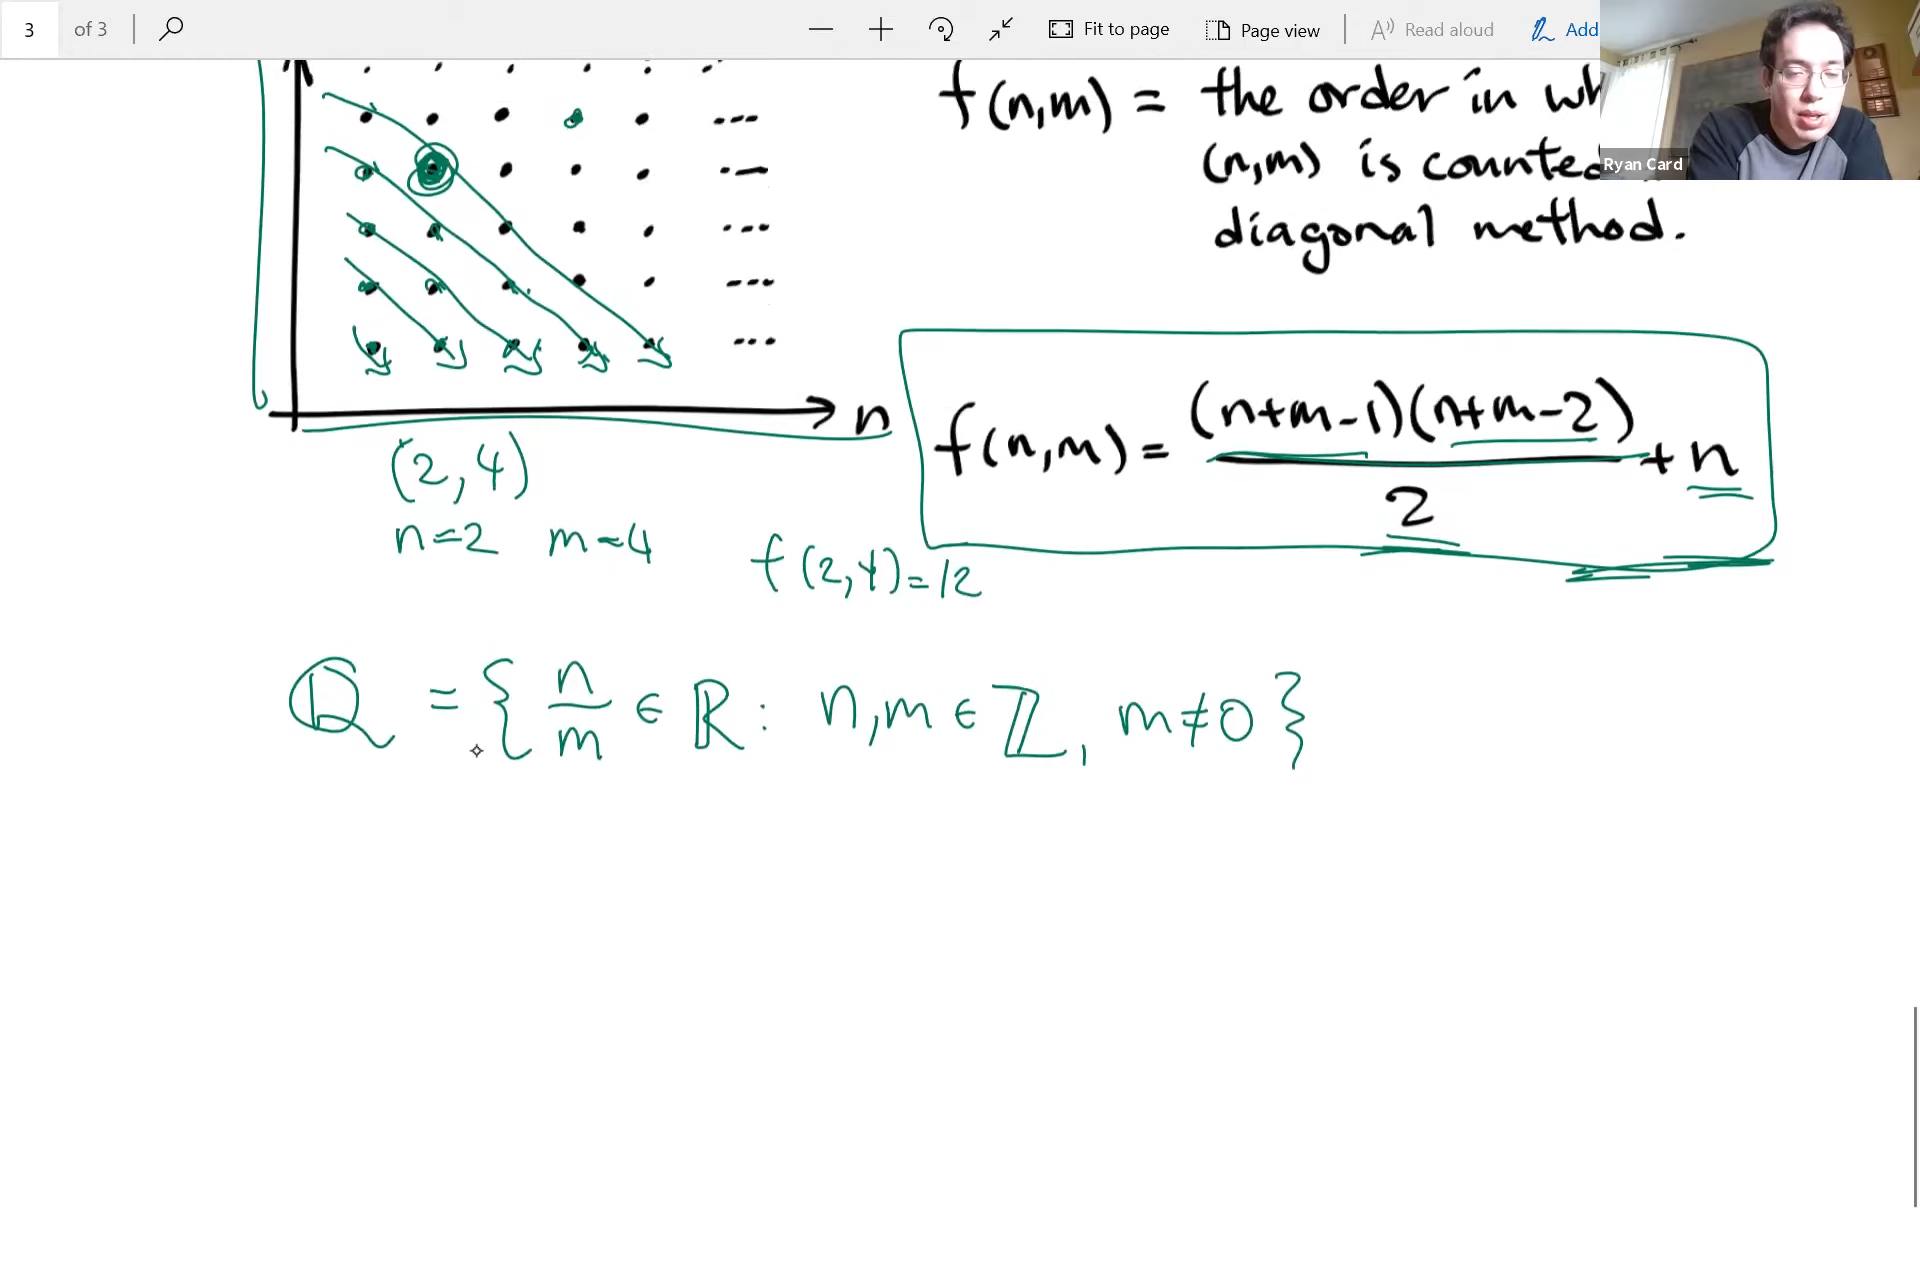 3 of 3 Fit to page Page view Read aloud Add
Ryan Card
f(n,m) = the order in
(n,m) is counted
diagonal method.
n
f(n,m) = (n+m-1)(n+m-2)/2 + n
(2,4)
n=2 m=4
f(2,4)=12
ℚ = { n/m ∈ ℝ : n,m ∈ ℤ, m≠0 }